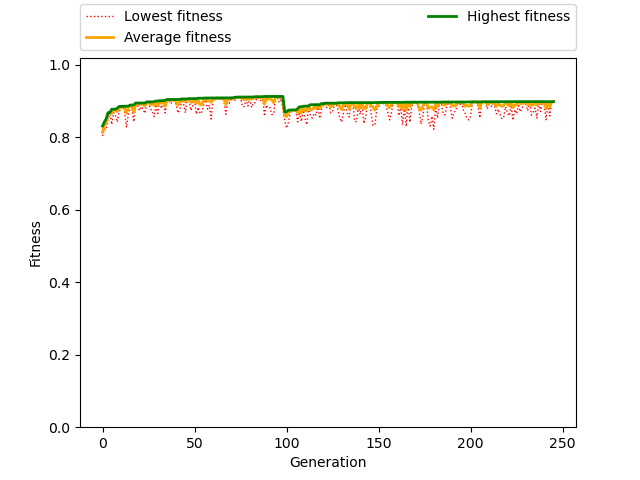 Lowest fitness
Average fitness
Highest fitness
1.0
0.8
0.6
0.4
0.2
0.0
Fitness
0 50 100 150 200 250
Generation